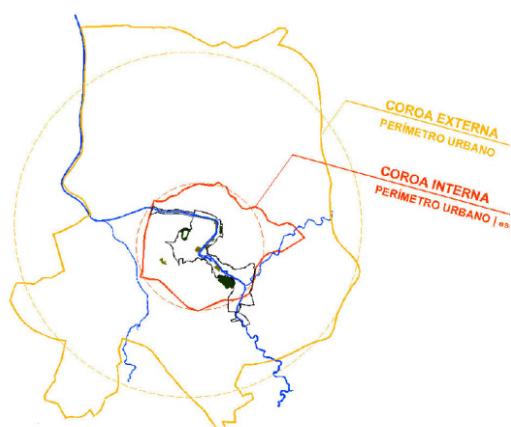 COROA EXTERNA
PERÍMETRO URBANO
COROA INTERNA
PERÍMETRO URBANO |